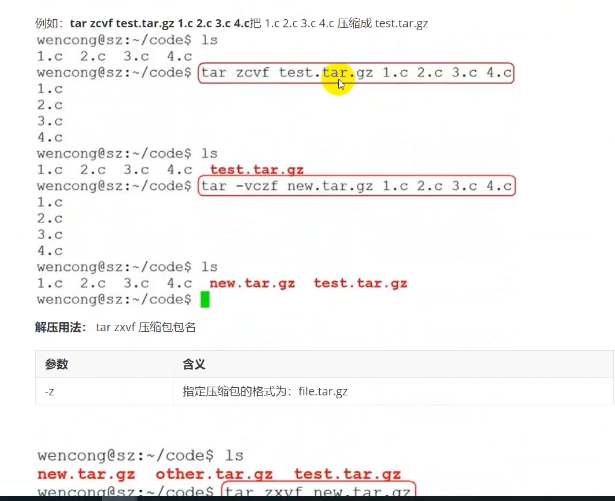 例如：tar zcvf test.tar.gz 1.c 2.c 3.c 4.c把 1.c 2.c 3.c 4.c 压缩成 test.tar.gz
wencong@sz:~/code$ ls
1.c 2.c 3.c 4.c
wencong@sz:~/code$ tar zcvf test.tar.gz 1.c 2.c 3.c 4.c
1.c
2.c
3.c
4.c
wencong@sz:~/code$ ls
1.c 2.c 3.c 4.c test.tar.gz
wencong@sz:~/code$ tar -vczf new.tar.gz 1.c 2.c 3.c 4.c
1.c
2.c
3.c
4.c
wencong@sz:~/code$ ls
1.c 2.c 3.c 4.c new.tar.gz test.tar.gz
wencong@sz:~/code$
解压用法： tar zxvf 压缩包包名
参数 含义
-z 指定压缩包的格式为：file.tar.gz
wencong@sz:~/code$ ls
new.tar.gz other.tar.gz test.tar.gz
wencong@sz:~/code$ tar zxvf new.tar.gz